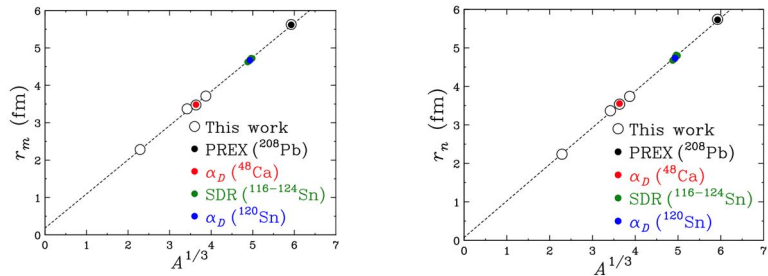 6
5
4
3
2
1
0
r_m (fm)
This work
PREX (²⁰⁸Pb)
α_D (⁴⁸Ca)
SDR (¹¹⁶⁻¹²⁴Sn)
α_D (¹²⁰Sn)
0 1 2 3 4 5 6 7
A^{1/3}
6
5
4
3
2
1
0
r_n (fm)
This work
PREX (²⁰⁸Pb)
α_D (⁴⁸Ca)
SDR (¹¹⁶⁻¹²⁴Sn)
α_D (¹²⁰Sn)
0 1 2 3 4 5 6 7
A^{1/3}